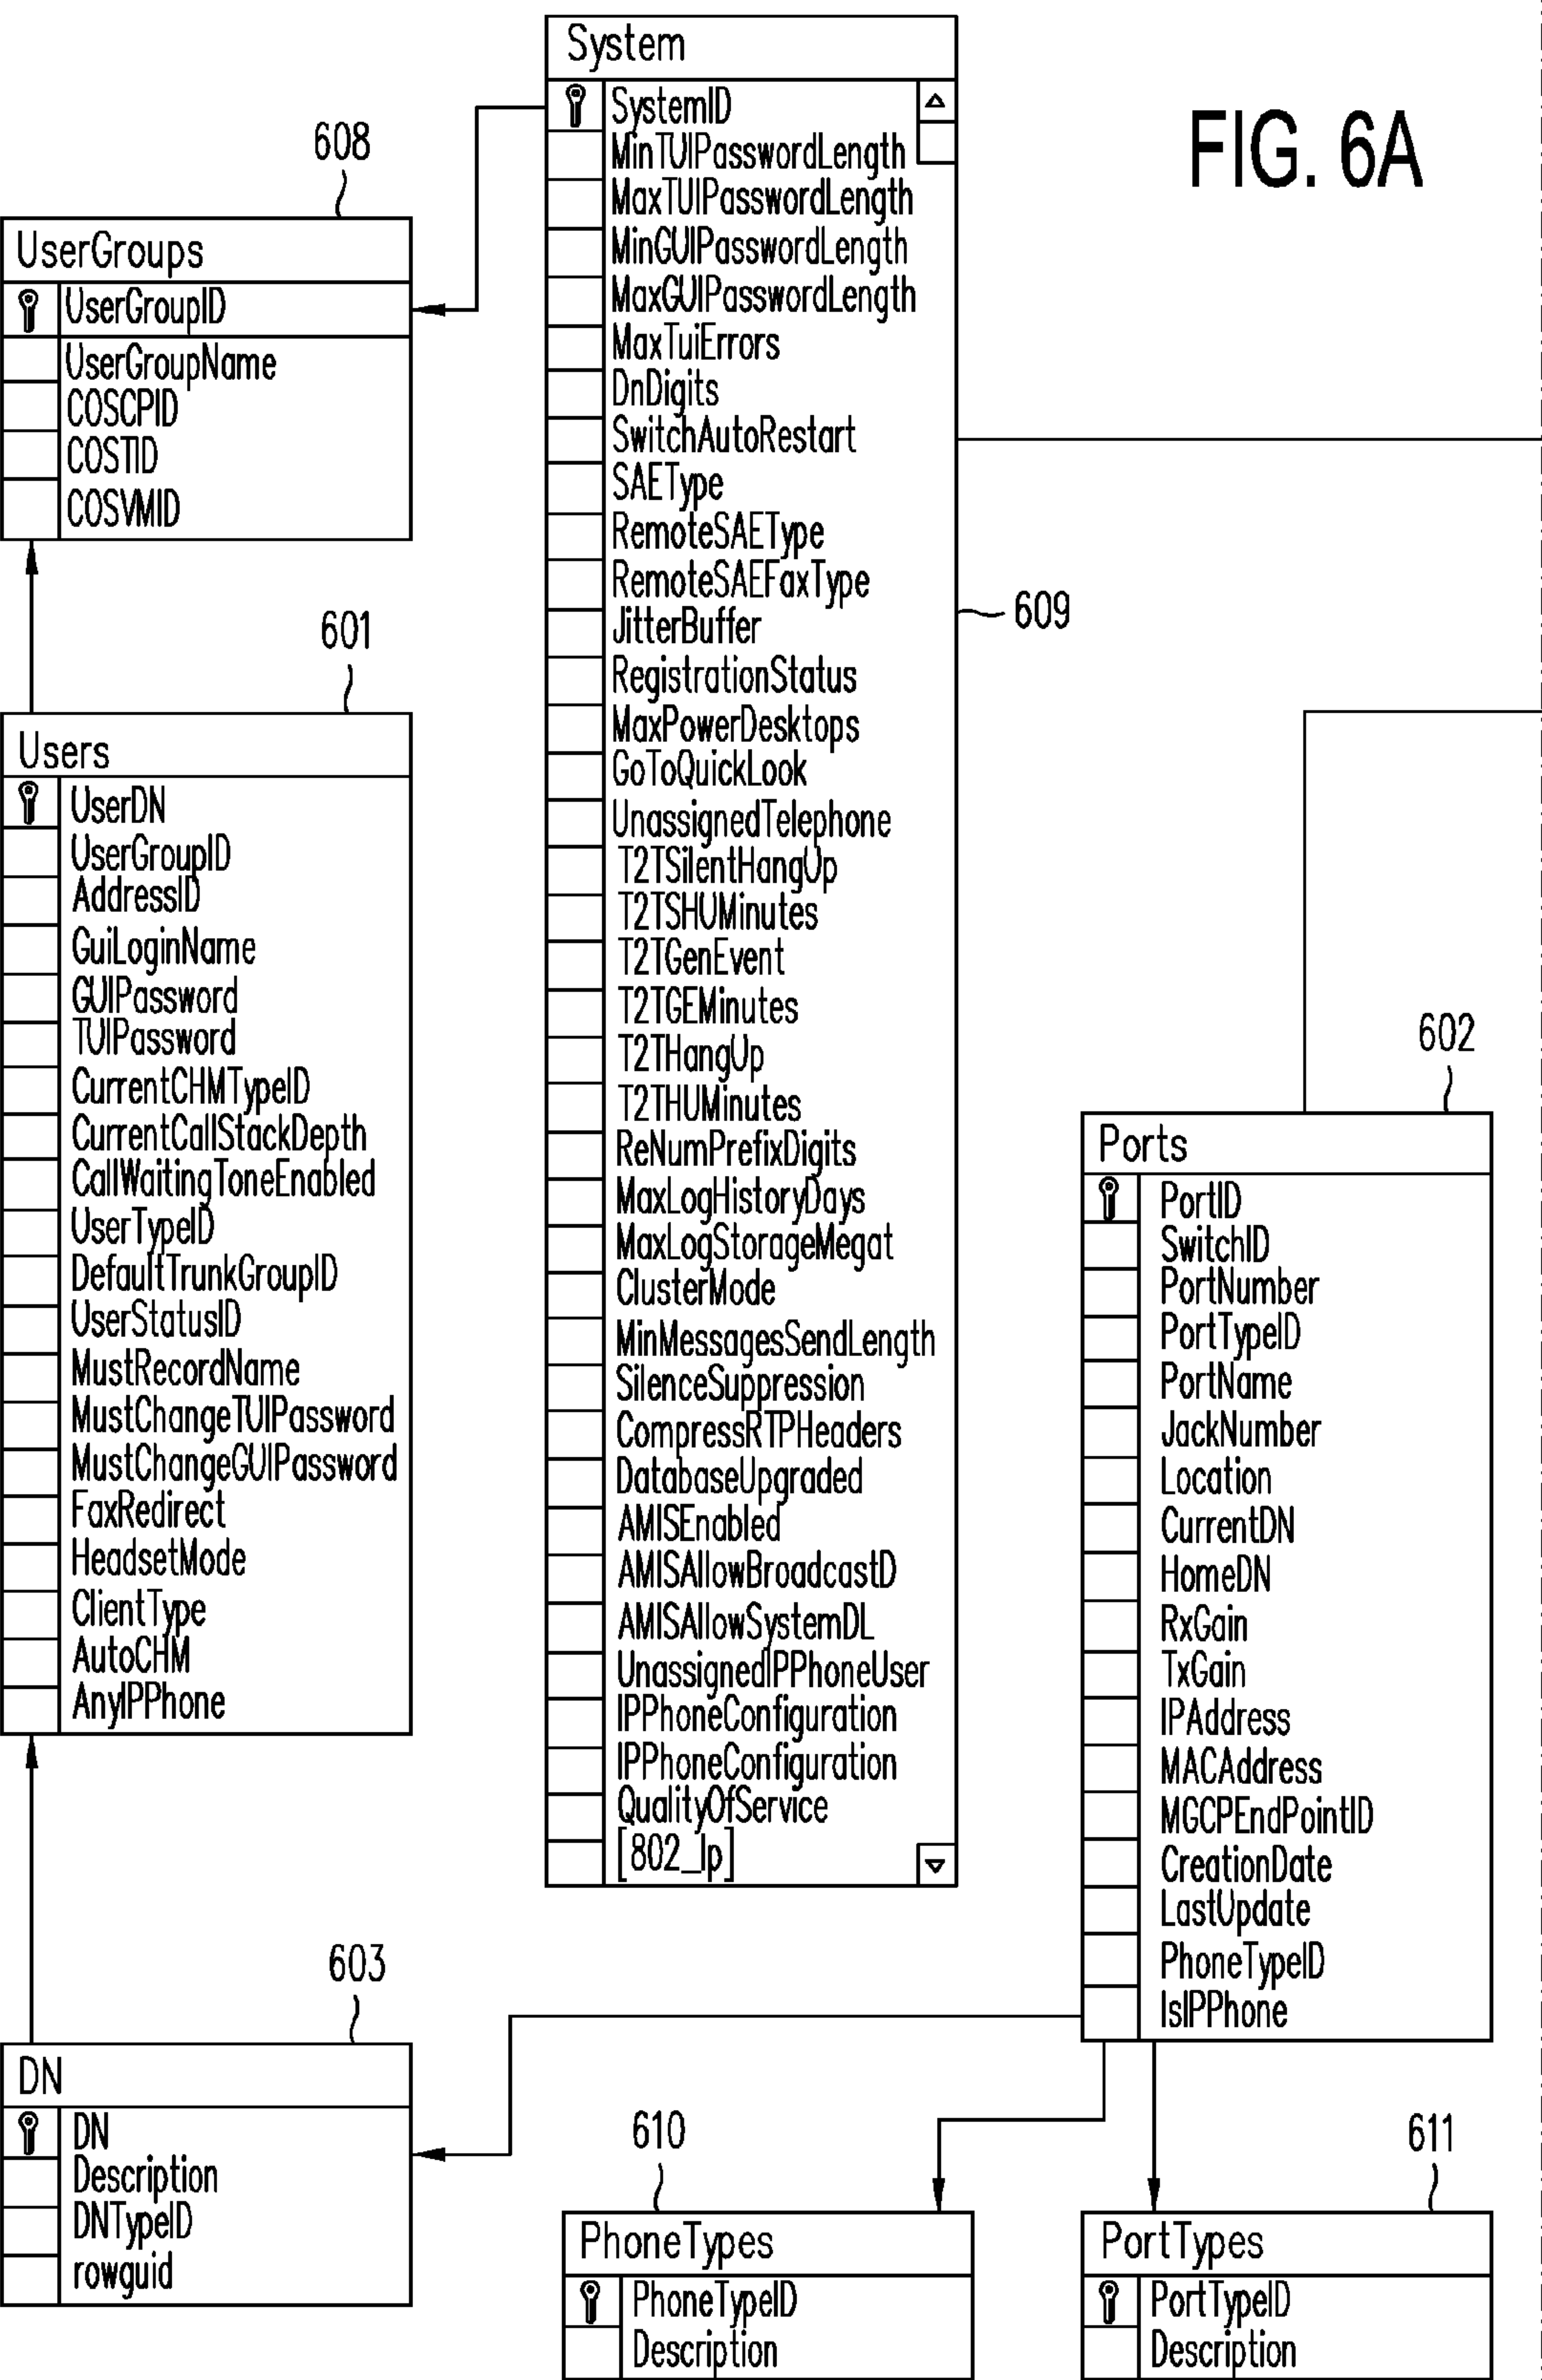 FIG. 6A
System
SystemID
MinTUIPasswordLength
MaxTUIPasswordLength
MinGUIPasswordLength
MaxGUIPasswordLength
MaxTuiErrors
DnDigits
SwitchAutoRestart
SAEType
RemoteSAEType
RemoteSAEFaxType
JitterBuffer
RegistrationStatus
MaxPowerDesktops
GoToQuickLook
UnassignedTelephone
T2TSilentHangUp
T2TSHUMinutes
T2TGenEvent
T2TGEMinutes
T2THangUp
T2THUMinutes
ReNumPrefixDigits
MaxLogHistoryDays
MaxLogStorageMegat
ClusterMode
MinMessagesSendLength
SilenceSuppression
CompressRTPHeaders
DatabaseUpgraded
AMISEnabled
AMISAllowBroadcastD
AMISAllowSystemDL
UnassignedIPPhoneUser
IPPhoneConfiguration
IPPhoneConfiguration
QualityOfService
[802_lp]
609
608
UserGroups
UserGroupID
UserGroupName
COSCPID
COSTID
COSVMID
601
Users
UserDN
UserGroupID
AddressID
GuiLoginName
GUIPassword
TUIPassword
CurrentCHMTypeID
CurrentCallStackDepth
CallWaitingToneEnabled
UserTypeID
DefaultTrunkGroupID
UserStatusID
MustRecordName
MustChangeTUIPassword
MustChangeGUIPassword
FaxRedirect
HeadsetMode
ClientType
AutoCHM
AnyIPPhone
602
Ports
PortID
SwitchID
PortNumber
PortTypeID
PortName
JackNumber
Location
CurrentDN
HomeDN
RxGain
TxGain
IPAddress
MACAddress
MGCPEndPointID
CreationDate
LastUpdate
PhoneTypeID
IsIPPhone
603
DN
DN
Description
DNTypeID
rowguid
610
PhoneTypes
PhoneTypeID
Description
611
PortTypes
PortTypeID
Description